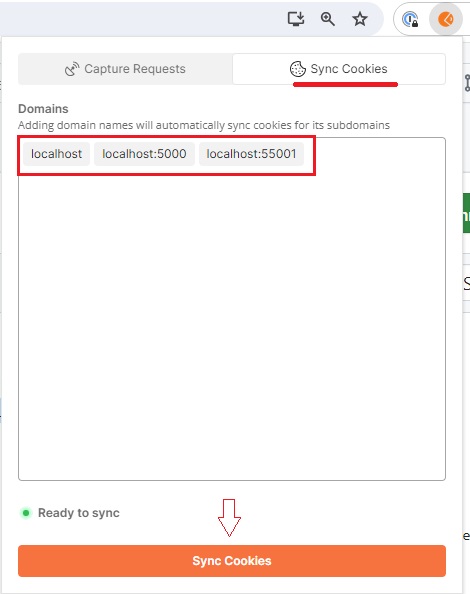 Capture Requests
Sync Cookies
Domains
Adding domain names will automatically sync cookies for its subdomains
localhost localhost:5000 localhost:55001
Ready to sync
Sync Cookies